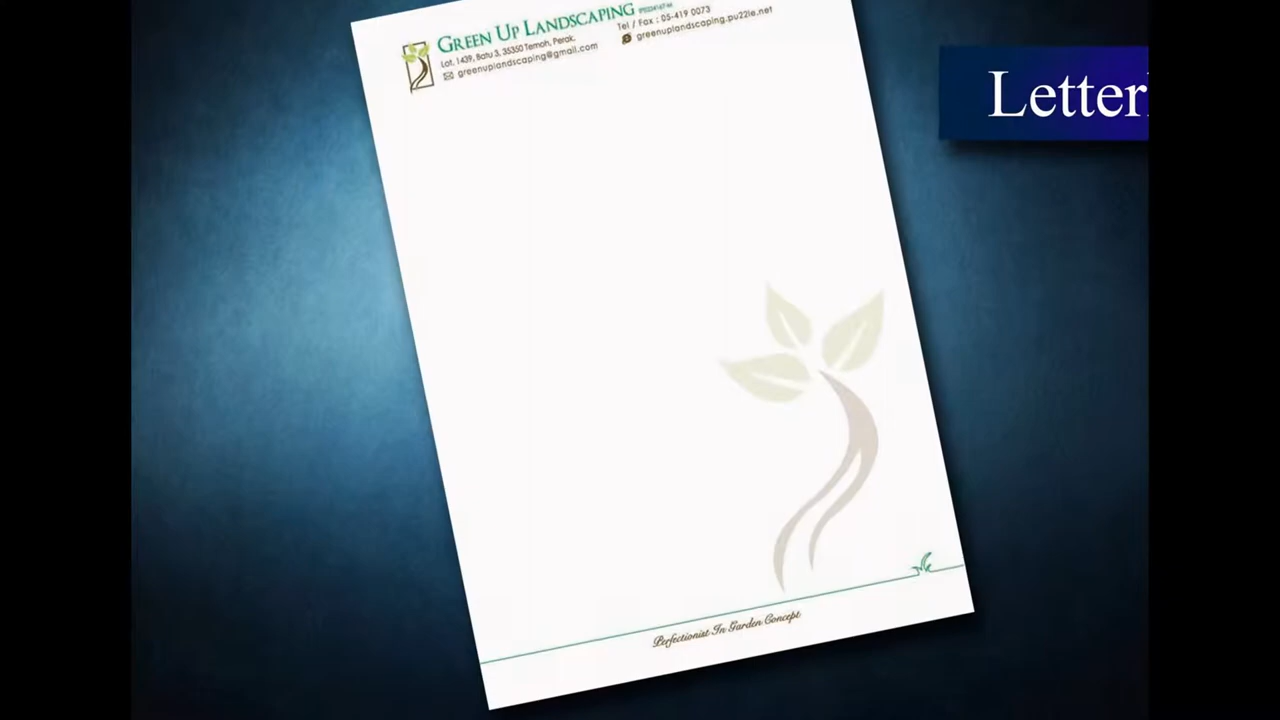 GREEN UP LANDSCAPING
Lot. 1439, Batu 3, 35350 Temoh, Perak.
greenuplandscaping@gmail.com
Tel / Fax : 05-419 0073
greenuplandscaping.pu22le.net
Letter
Perfectionist In Garden Concept